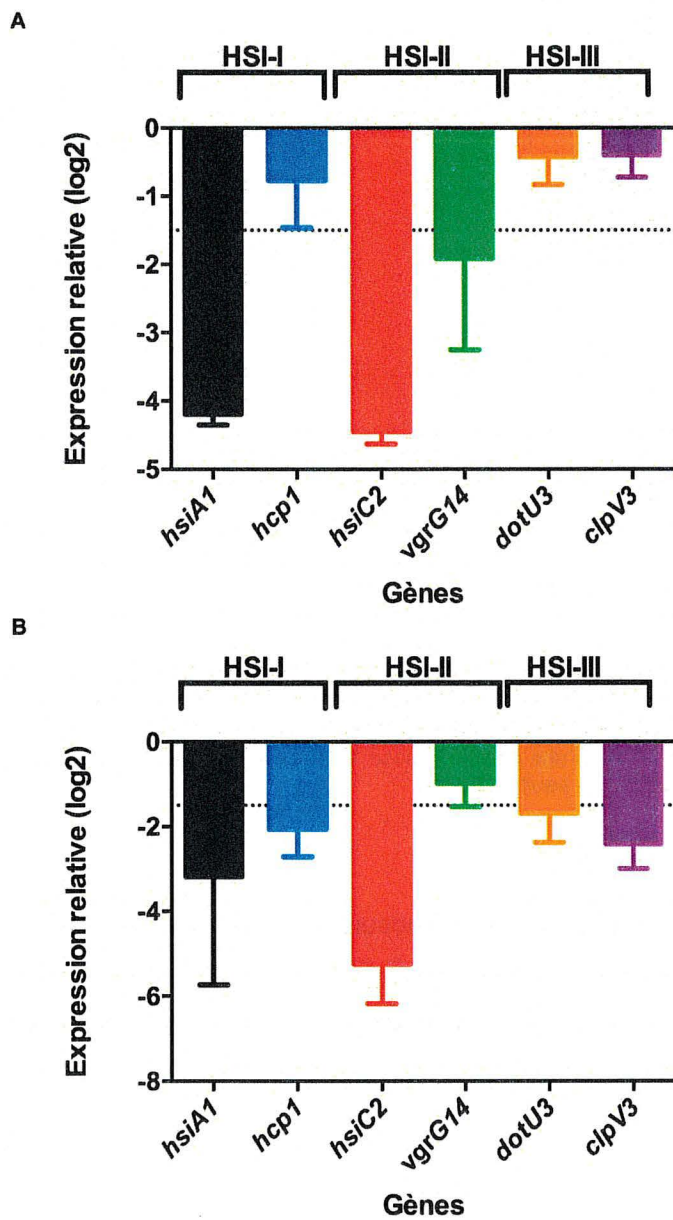 A
HSI-I HSI-II HSI-III
Expression relative (log2)
0
-1
-2
-3
-4
-5
hsiA1 hcp1 hsiC2 vgrG14 dotU3 clpV3
Gènes
B
HSI-I HSI-II HSI-III
Expression relative (log2)
0
-2
-4
-6
-8
hsiA1 hcp1 hsiC2 vgrG14 dotU3 clpV3
Gènes